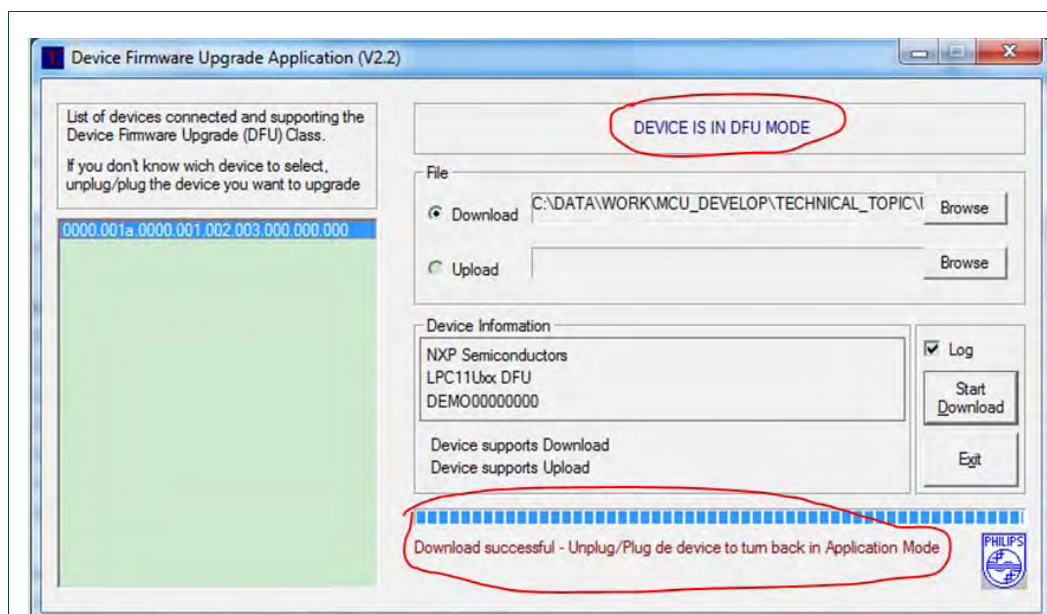 Device Firmware Upgrade Application (V2.2)
List of devices connected and supporting the
Device Firmware Upgrade (DFU) Class.
If you don't know wich device to select,
unplug/plug the device you want to upgrade
0000.001a.0000.001.002.003.000.000.000
DEVICE IS IN DFU MODE
File
Download C:\DATA\WORK\MCU_DEVELOP\TECHNICAL_TOPIC\ Browse
Upload Browse
Device Information
NXP Semiconductors
LPC11Uxx DFU
DEMO00000000
Device supports Download
Device supports Upload
Log
Start
Download
Exit
Download successful - Unplug/Plug de device to turn back in Application Mode
PHILIPS